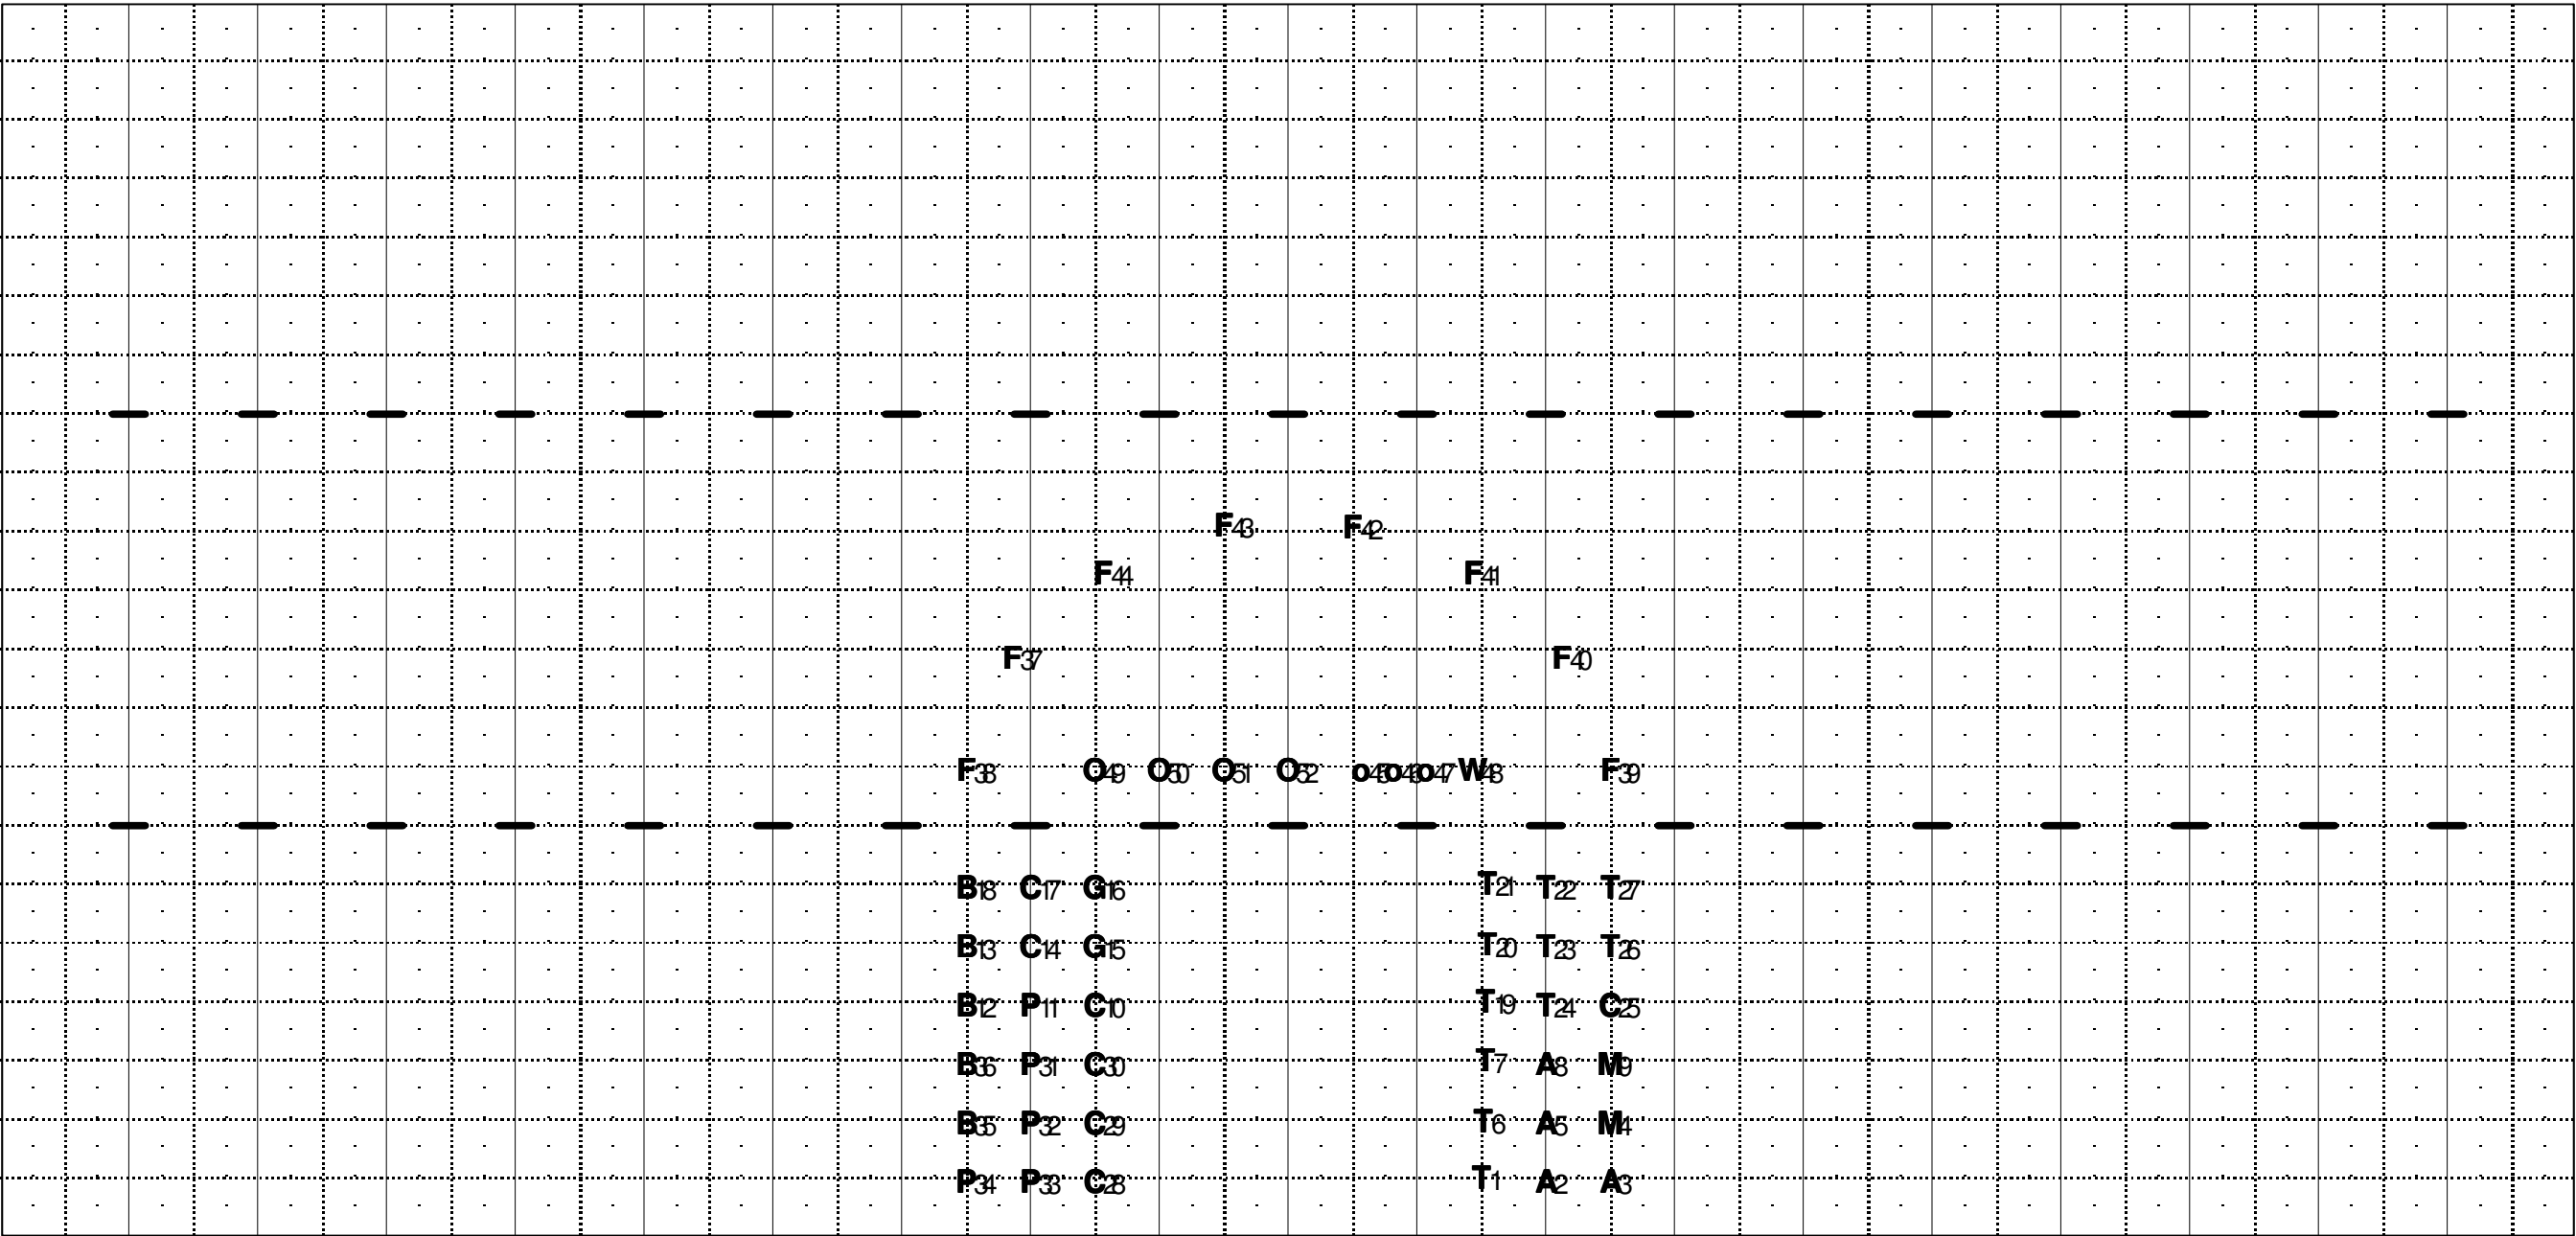 F43 F42
F44 F41
F37 F40
F38 O49 O50 O51 O52 o45 o46 o47 W48 F39
B18 C17 G16 T21 T22 T27
B13 C14 G15 T20 T23 T26
B12 P11 C10 T19 T24 C25
B36 P31 C30 T7 A8 M9
B35 P32 C29 T6 A5 M4
P34 P33 C28 T1 A2 A3